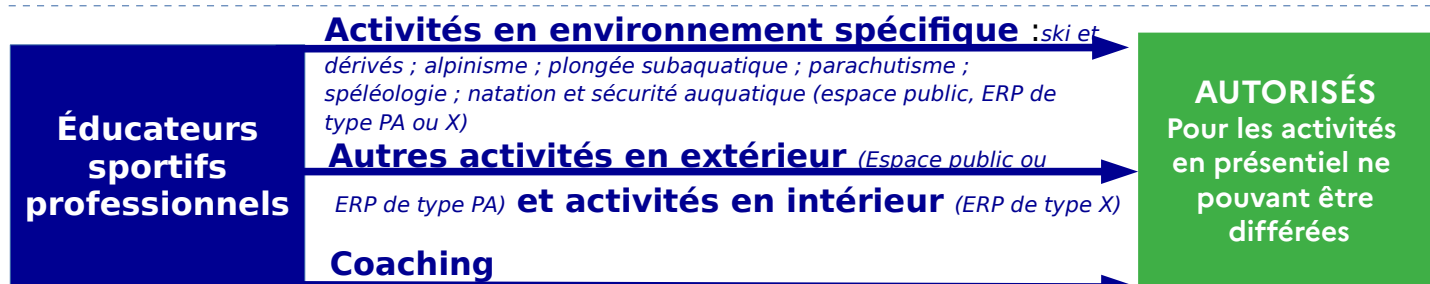 Éducateurs
sportifs
professionnels
Activités en environnement spécifique :ski et
dérivés ; alpinisme ; plongée subaquatique ; parachutisme ;
spéléologie ; natation et sécurité auquatique (espace public, ERP de
type PA ou X)
Autres activités en extérieur (Espace public ou
ERP de type PA) et activités en intérieur (ERP de type X)
Coaching
AUTORISÉS
Pour les activités
en présentiel ne
pouvant être
différées